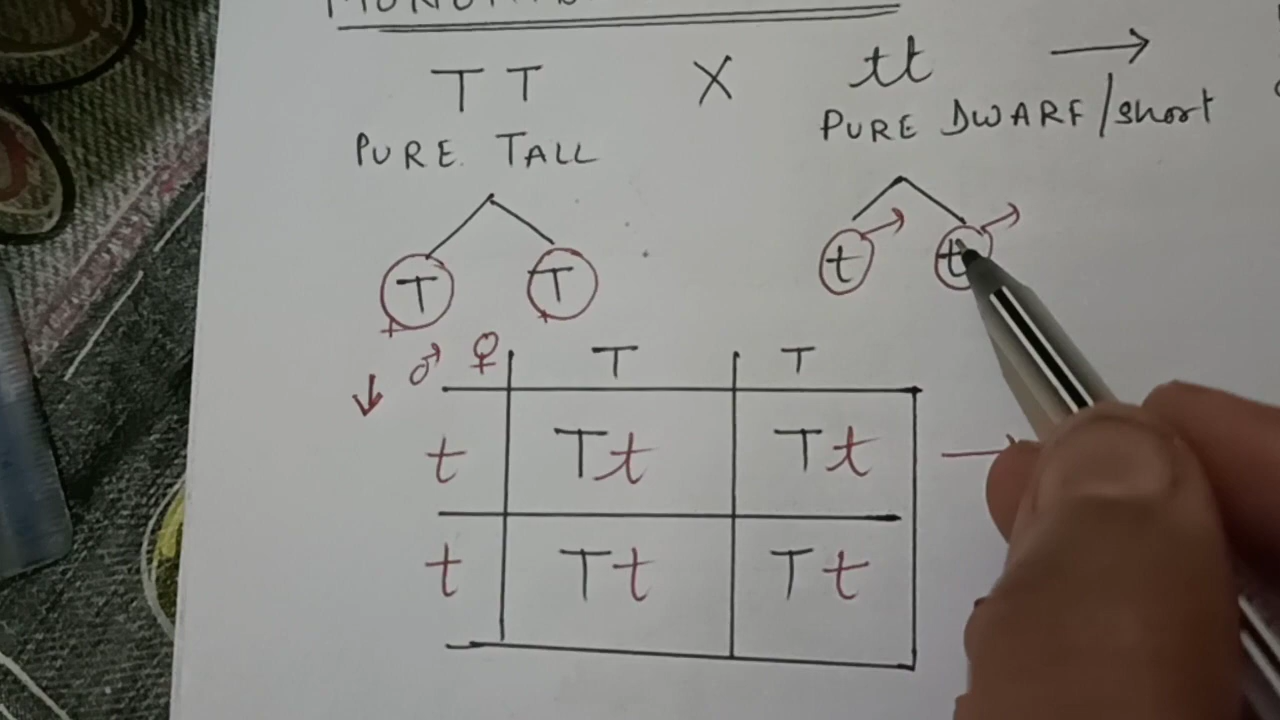 TT X tt →
PURE TALL PURE DWARF/short
T T t t
♂ ♀ T T
t Tt Tt
t Tt Tt